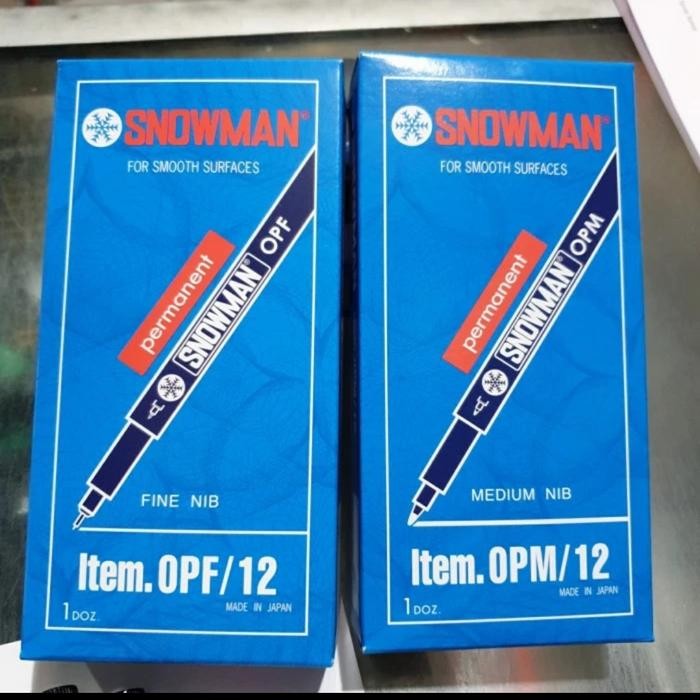 SNOWMAN®
FOR SMOOTH SURFACES
permanent
SNOWMAN® OPF
FINE NIB
Item. OPF/12
MADE IN JAPAN
1 DOZ.
SNOWMAN®
FOR SMOOTH SURFACES
permanent
SNOWMAN® OPM
MEDIUM NIB
Item. OPM/12
MADE IN JAPAN
1 DOZ.